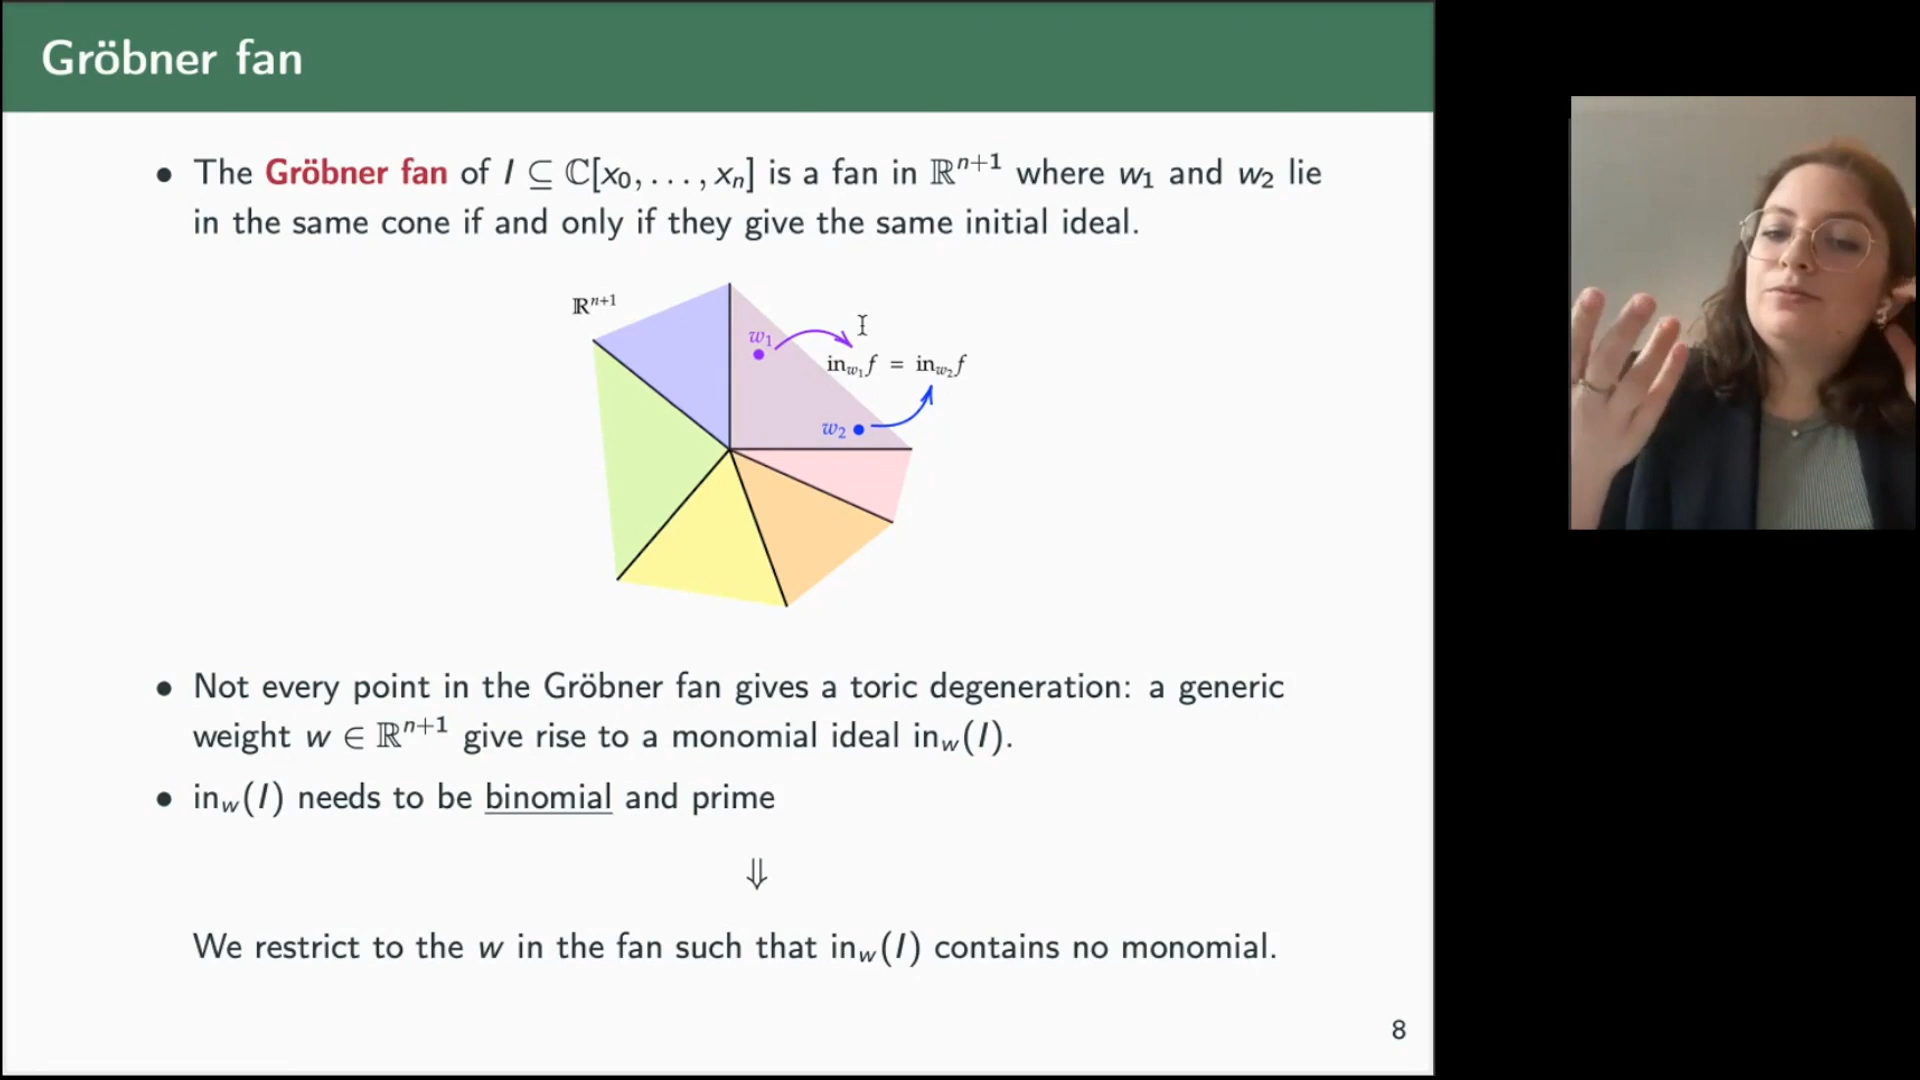 Gröbner fan
• The Gröbner fan of I ⊆ ℂ[x₀, . . . , xₙ] is a fan in ℝⁿ⁺¹ where w₁ and w₂ lie
in the same cone if and only if they give the same initial ideal.
ℝⁿ⁺¹
w₁
in_{w₁} f = in_{w₂} f
w₂
• Not every point in the Gröbner fan gives a toric degeneration: a generic
weight w ∈ ℝⁿ⁺¹ give rise to a monomial ideal in_w(I).
• in_w(I) needs to be binomial and prime
⇓
We restrict to the w in the fan such that in_w(I) contains no monomial.
8